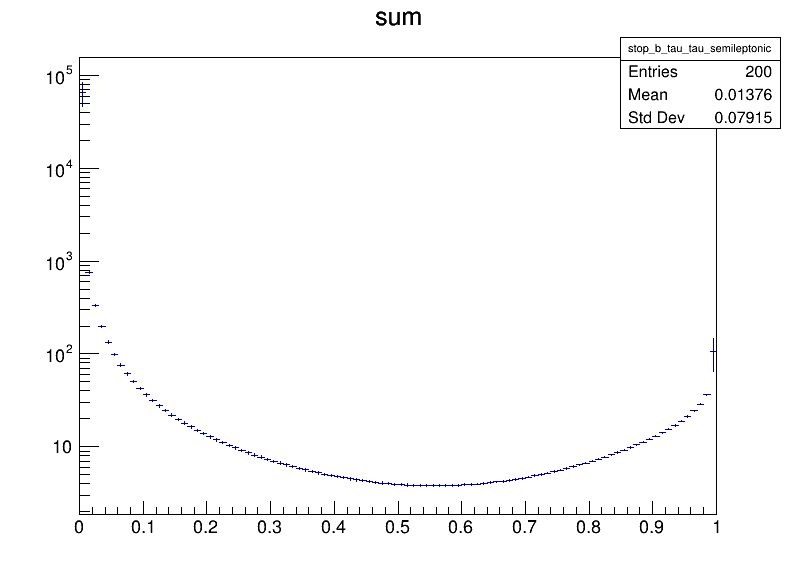 sum
stop_b_tau_tau_semileptonic
Entries 200
Mean 0.01376
Std Dev 0.07915
10^5
10^4
10^3
10^2
10
0 0.1 0.2 0.3 0.4 0.5 0.6 0.7 0.8 0.9 1